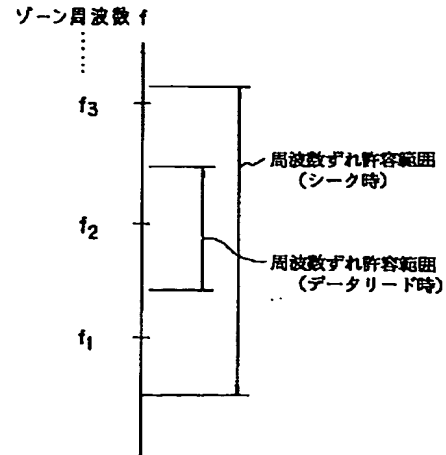 ゾーン周波数 f
f3
周波数ずれ許容範囲
(シーク時)
f2
周波数ずれ許容範囲
(データリード時)
f1